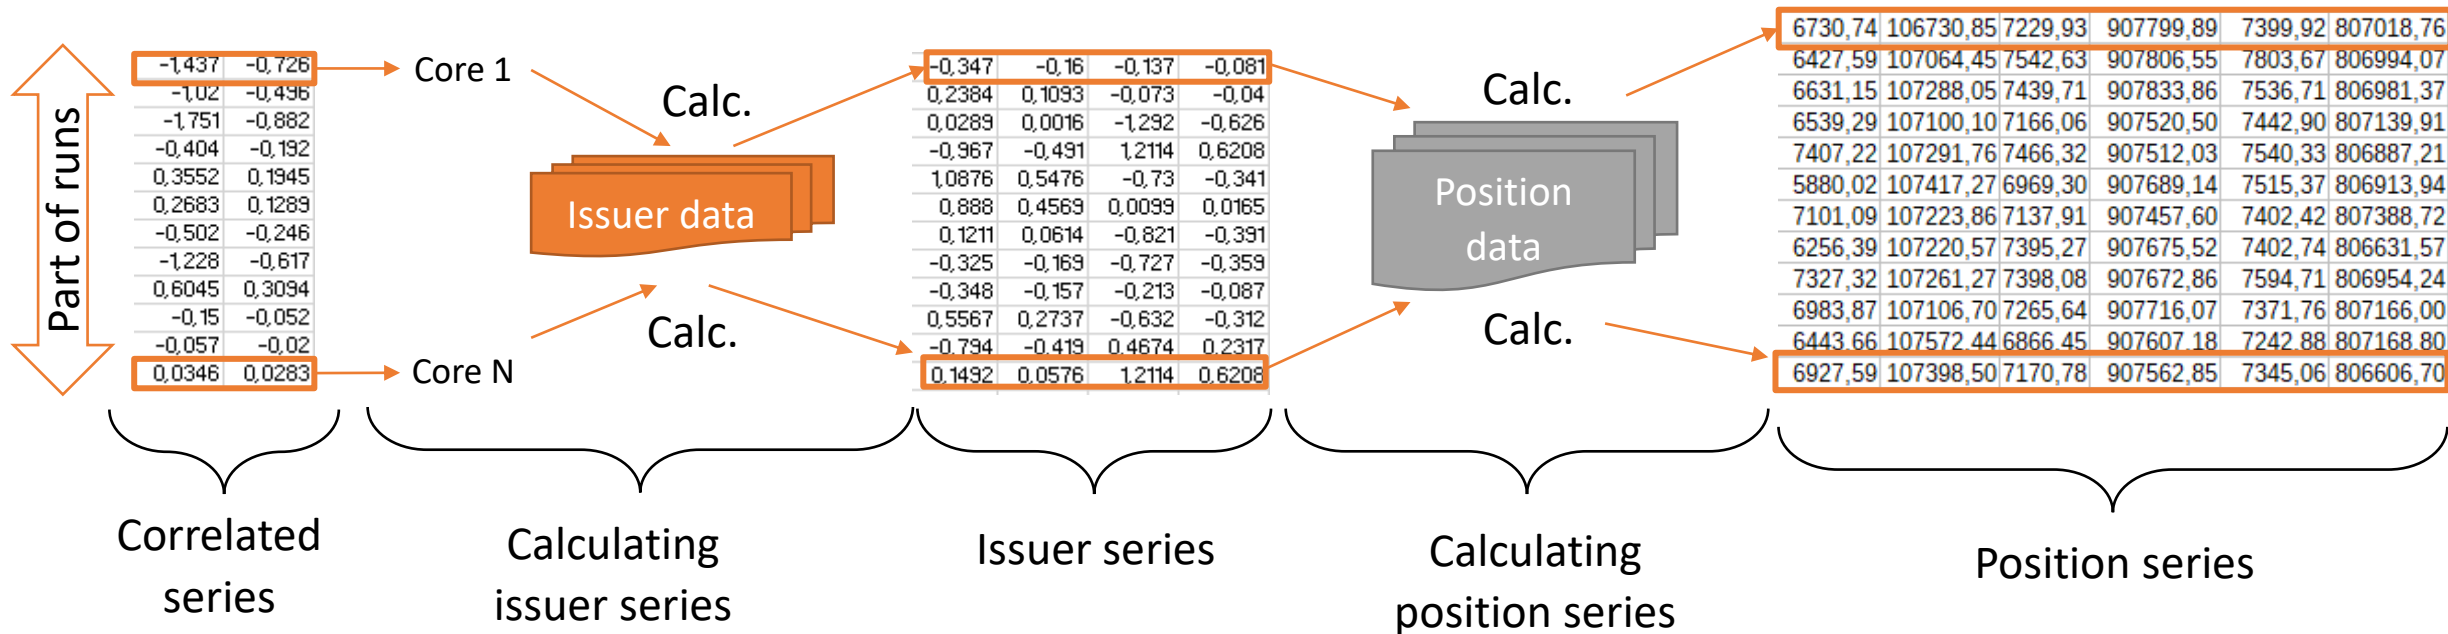 Part of runs
-1,437 -0,726
-1,02 -0,496
-1,751 -0,882
-0,404 -0,192
0,3552 0,1945
0,2683 0,1289
-0,502 -0,246
-1,228 -0,617
0,6045 0,3094
-0,15 -0,052
-0,057 -0,02
0,0346 0,0283
Core 1
Core N
Calc.
Issuer data
Calc.
-0,347 -0,16 -0,137 -0,081
0,2384 0,1093 -0,073 -0,04
0,0289 0,0016 -1,292 -0,626
-0,967 -0,491 1,2114 0,6208
1,0876 0,5476 -0,73 -0,341
0,888 0,4569 0,0099 0,0165
0,1211 0,0614 -0,821 -0,391
-0,325 -0,169 -0,727 -0,359
-0,348 -0,157 -0,213 -0,087
0,5567 0,2737 -0,632 -0,312
-0,794 -0,419 0,4674 0,2317
0,1492 0,0576 1,2114 0,6208
Calc.
Position
data
Calc.
6730,74 106730,85 7229,93 907799,89 7399,92 807018,76
6427,59 107064,45 7542,63 907806,55 7803,67 806994,07
6631,15 107288,05 7439,71 907833,86 7536,71 806981,37
6539,29 107100,10 7166,06 907520,50 7442,90 807139,91
7407,22 107291,76 7466,32 907512,03 7540,33 806887,21
5880,02 107417,27 6969,30 907689,14 7515,37 806913,94
7101,09 107223,86 7137,91 907457,60 7402,42 807388,72
6256,39 107220,57 7395,27 907675,52 7402,74 806631,57
7327,32 107261,27 7398,08 907672,86 7594,71 806954,24
6983,87 107106,70 7265,64 907716,07 7371,76 807166,00
6443,66 107572,44 6866,45 907607,18 7242,88 807168,80
6927,59 107398,50 7170,78 907562,85 7345,06 806606,70
Correlated
series
Calculating
issuer series
Issuer series
Calculating
position series
Position series